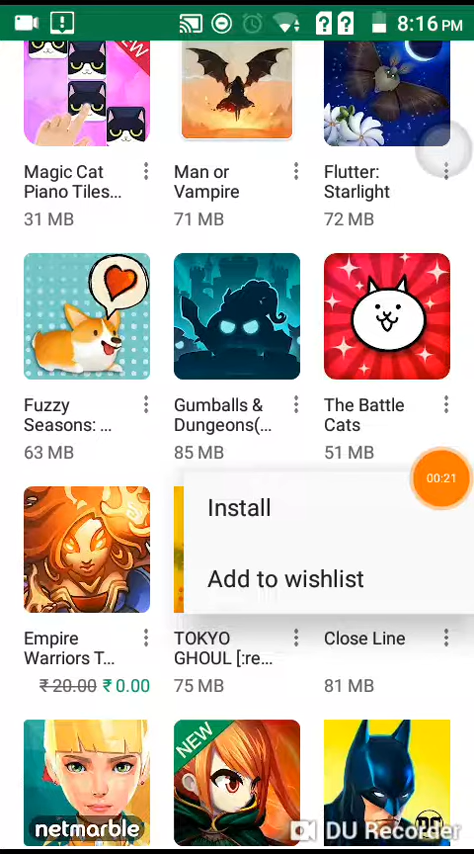 8:16 PM
NEW
Magic Cat
Piano Tiles...
31 MB
Man or
Vampire
71 MB
Flutter:
Starlight
72 MB
Fuzzy
Seasons: ...
63 MB
Gumballs &
Dungeons(...
85 MB
The Battle
Cats
51 MB
00:21
Install
Add to wishlist
Empire
Warriors T...
₹ 20.00 ₹ 0.00
TOKYO
GHOUL [:re...
75 MB
Close Line
81 MB
netmarble
NEW
DC
DU Recorder